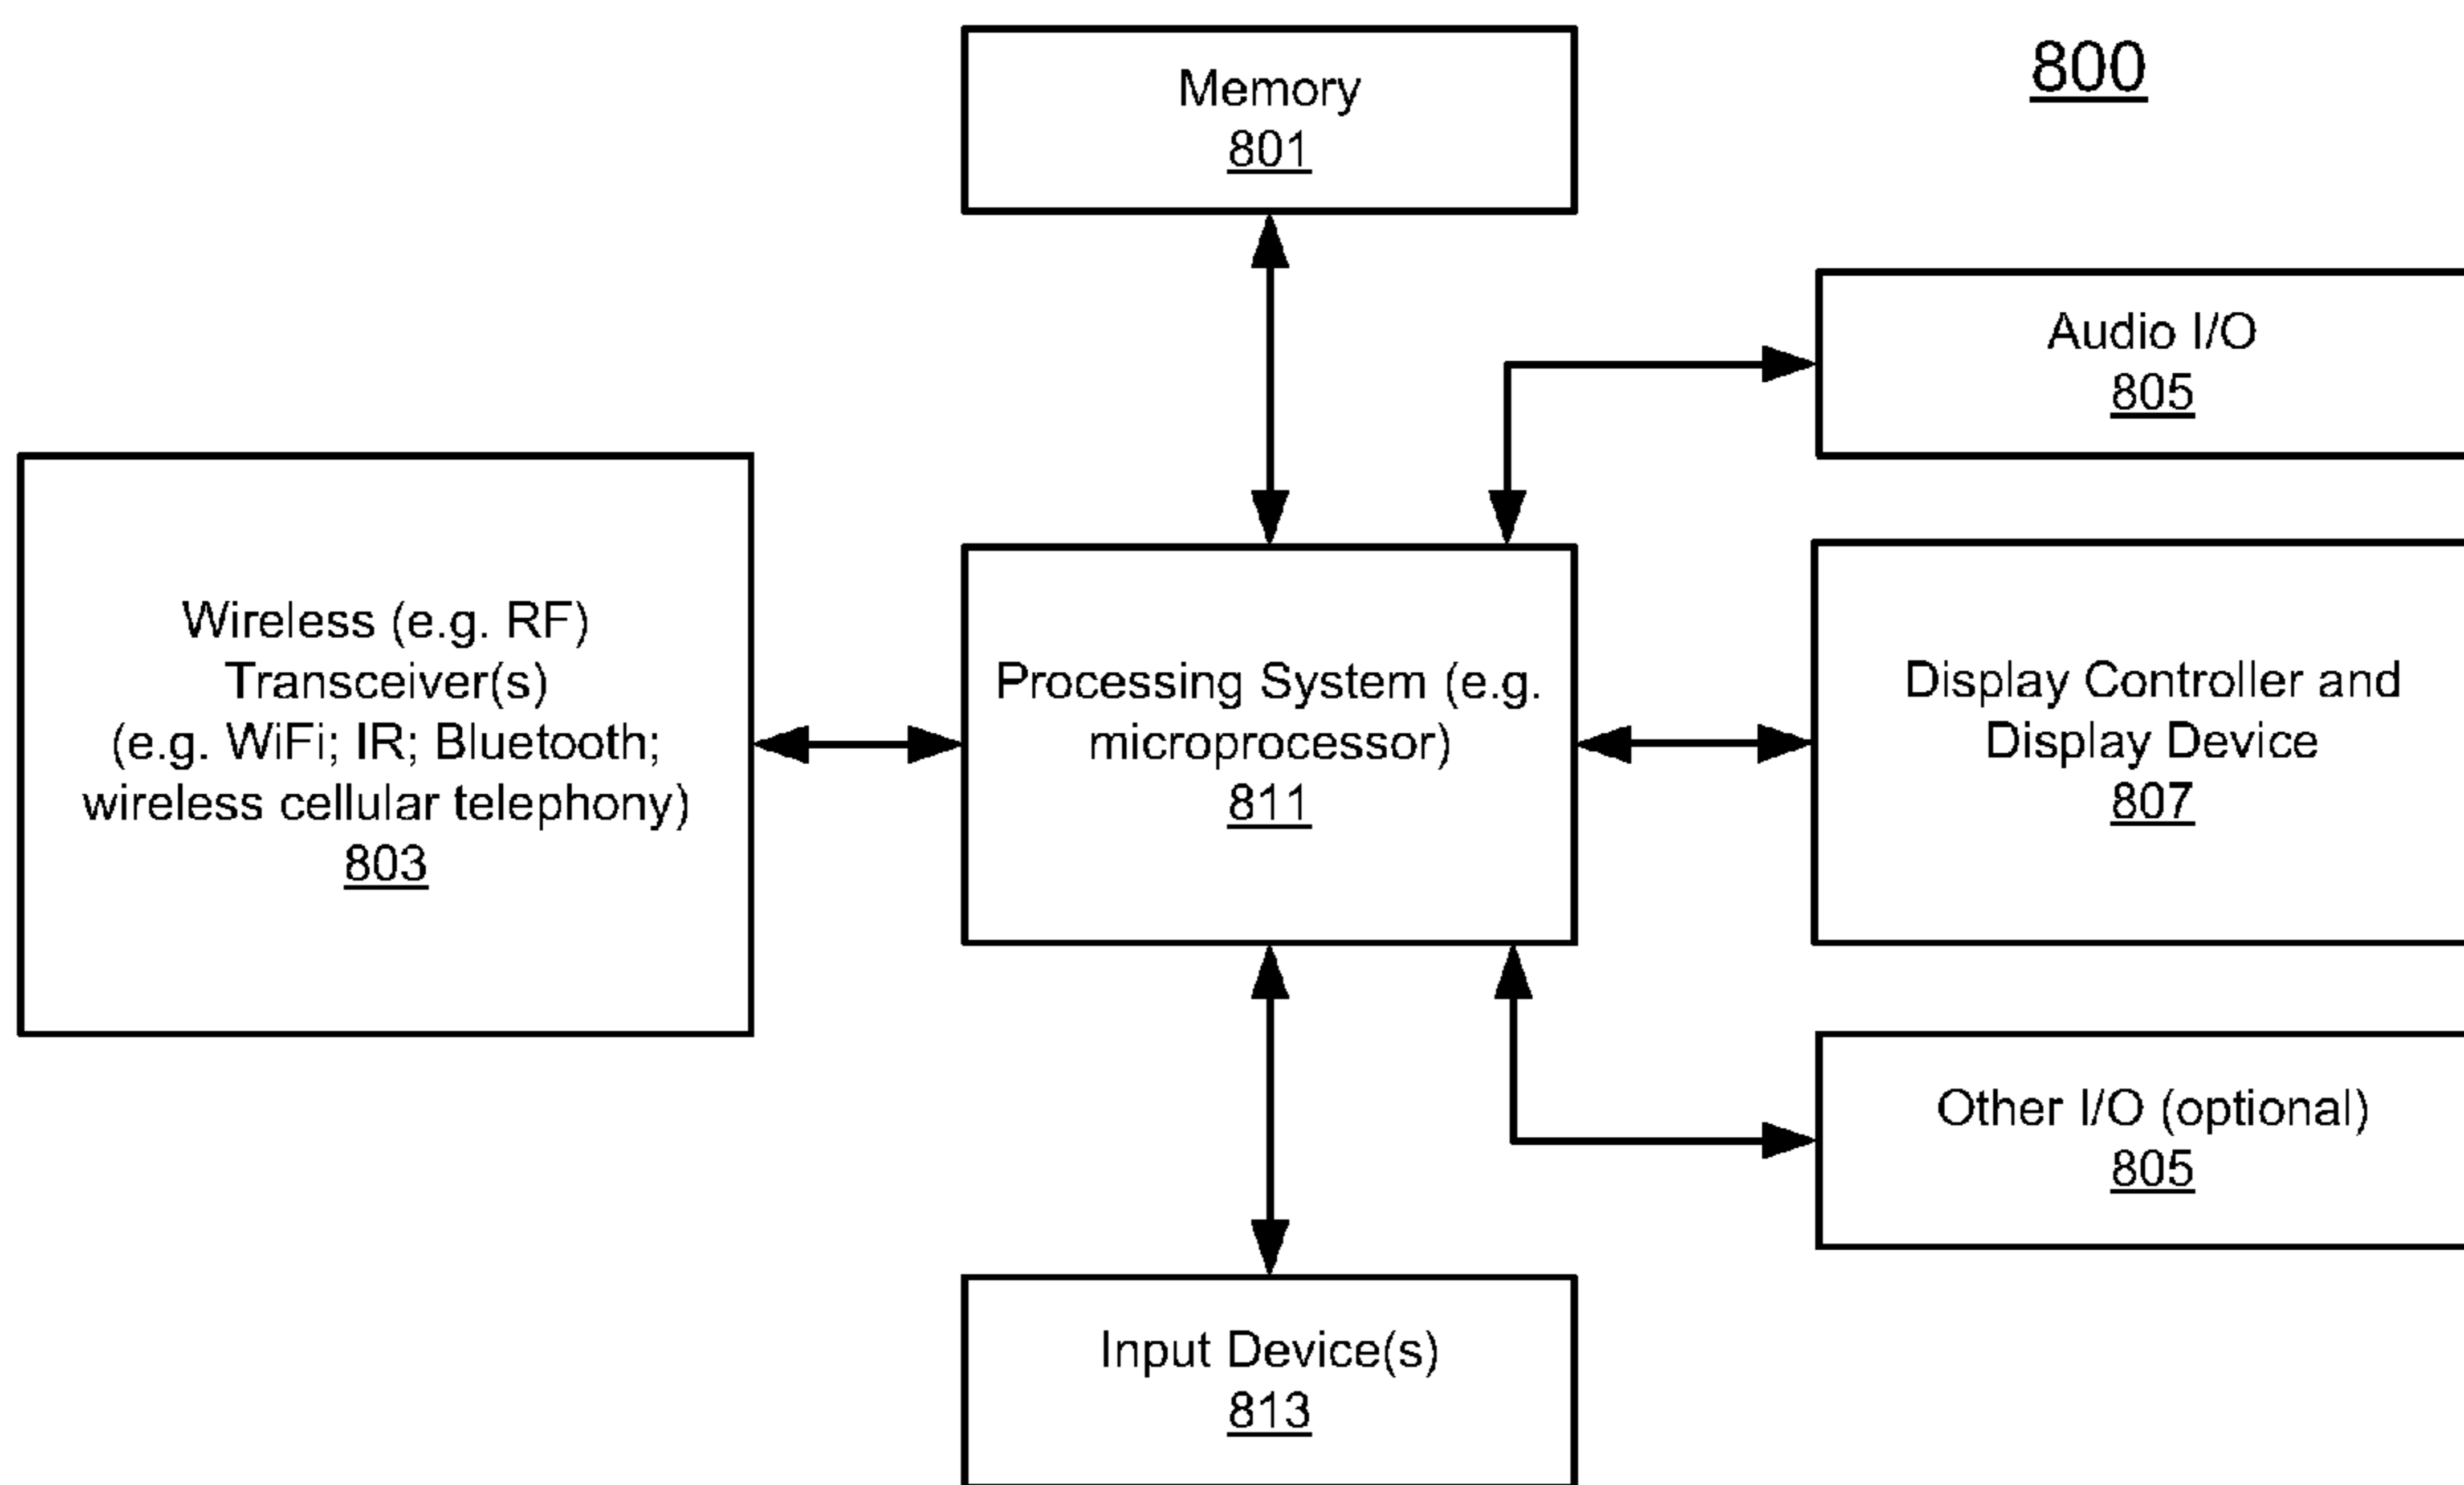 800
Memory
801
Audio I/O
805
Wireless (e.g. RF)
Transceiver(s)
(e.g. WiFi; IR; Bluetooth;
wireless cellular telephony)
803
Processing System (e.g.
microprocessor)
811
Display Controller and
Display Device
807
Other I/O (optional)
805
Input Device(s)
813